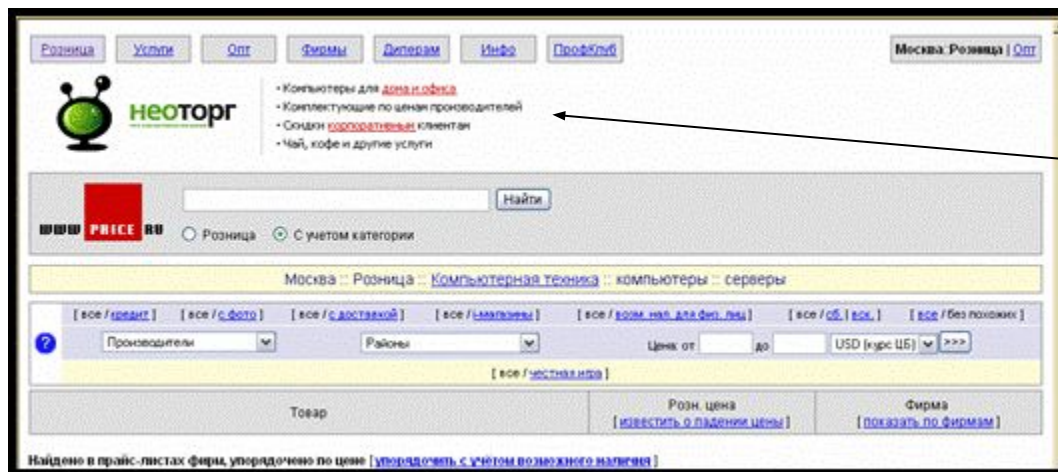 Розница Услуги Опт Фирмы Дилерам Инфо ПрофКлуб Москва: Розница | Опт
- Компьютеры для дома и офиса
- Комплектующие по ценам производителей
неоторг
- Скидки корпоративным клиентам
- Чай, кофе и другие услуги
Найти
WWW PRICE RU
Розница С учетом категории
Москва :: Розница :: Компьютерная техника :: компьютеры :: серверы
[ все / кредит ] [ все / с фото ] [ все / с доставкой ] [ все / i-магазины ] [ все / возм. нал. для физ. лиц ] [ все / сб. | вск. ] [ все / без похожих ]
? Производители Районы Цена: от до USD (курс ЦБ) >>>
[ все / честная игра ]
Товар Розн. цена Фирма
[ известить о падении цены ] [ показать по фирмам ]
Найдено в прайс-листах фирм, упорядочено по цене [ упорядочить с учётом возможного наличия ]